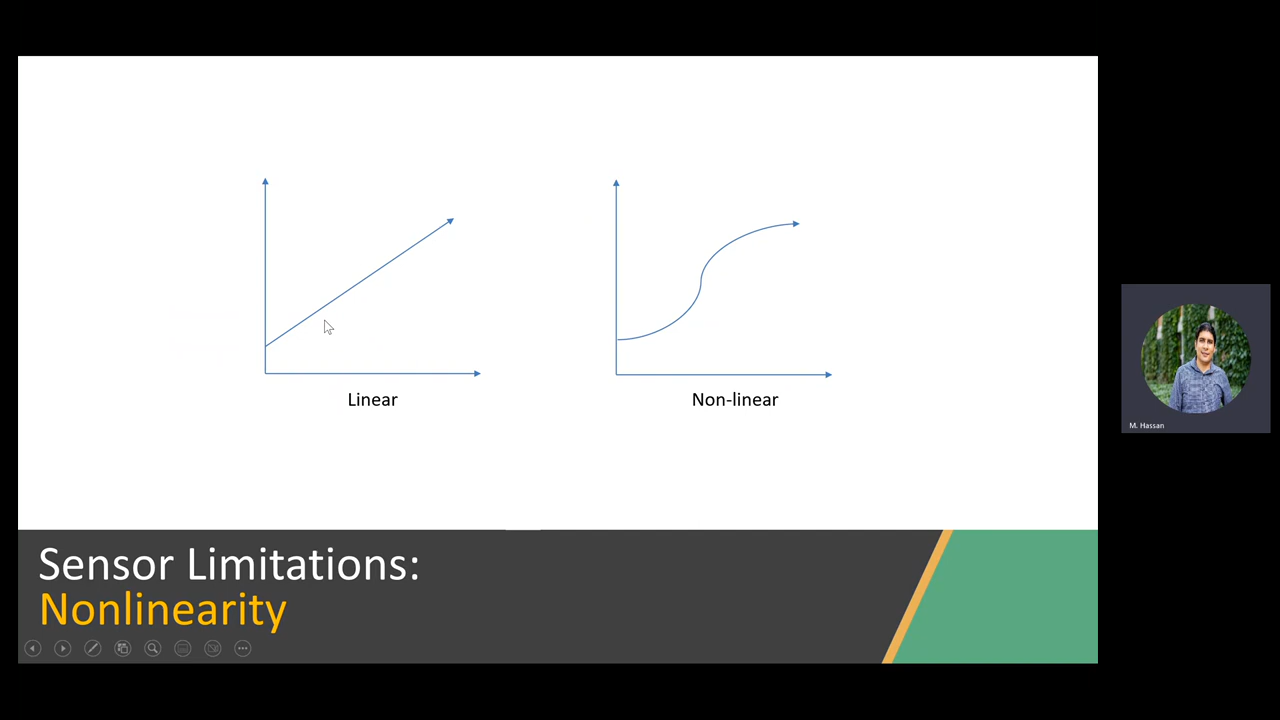 Linear
Non-linear
M. Hassan
Sensor Limitations:
Nonlinearity